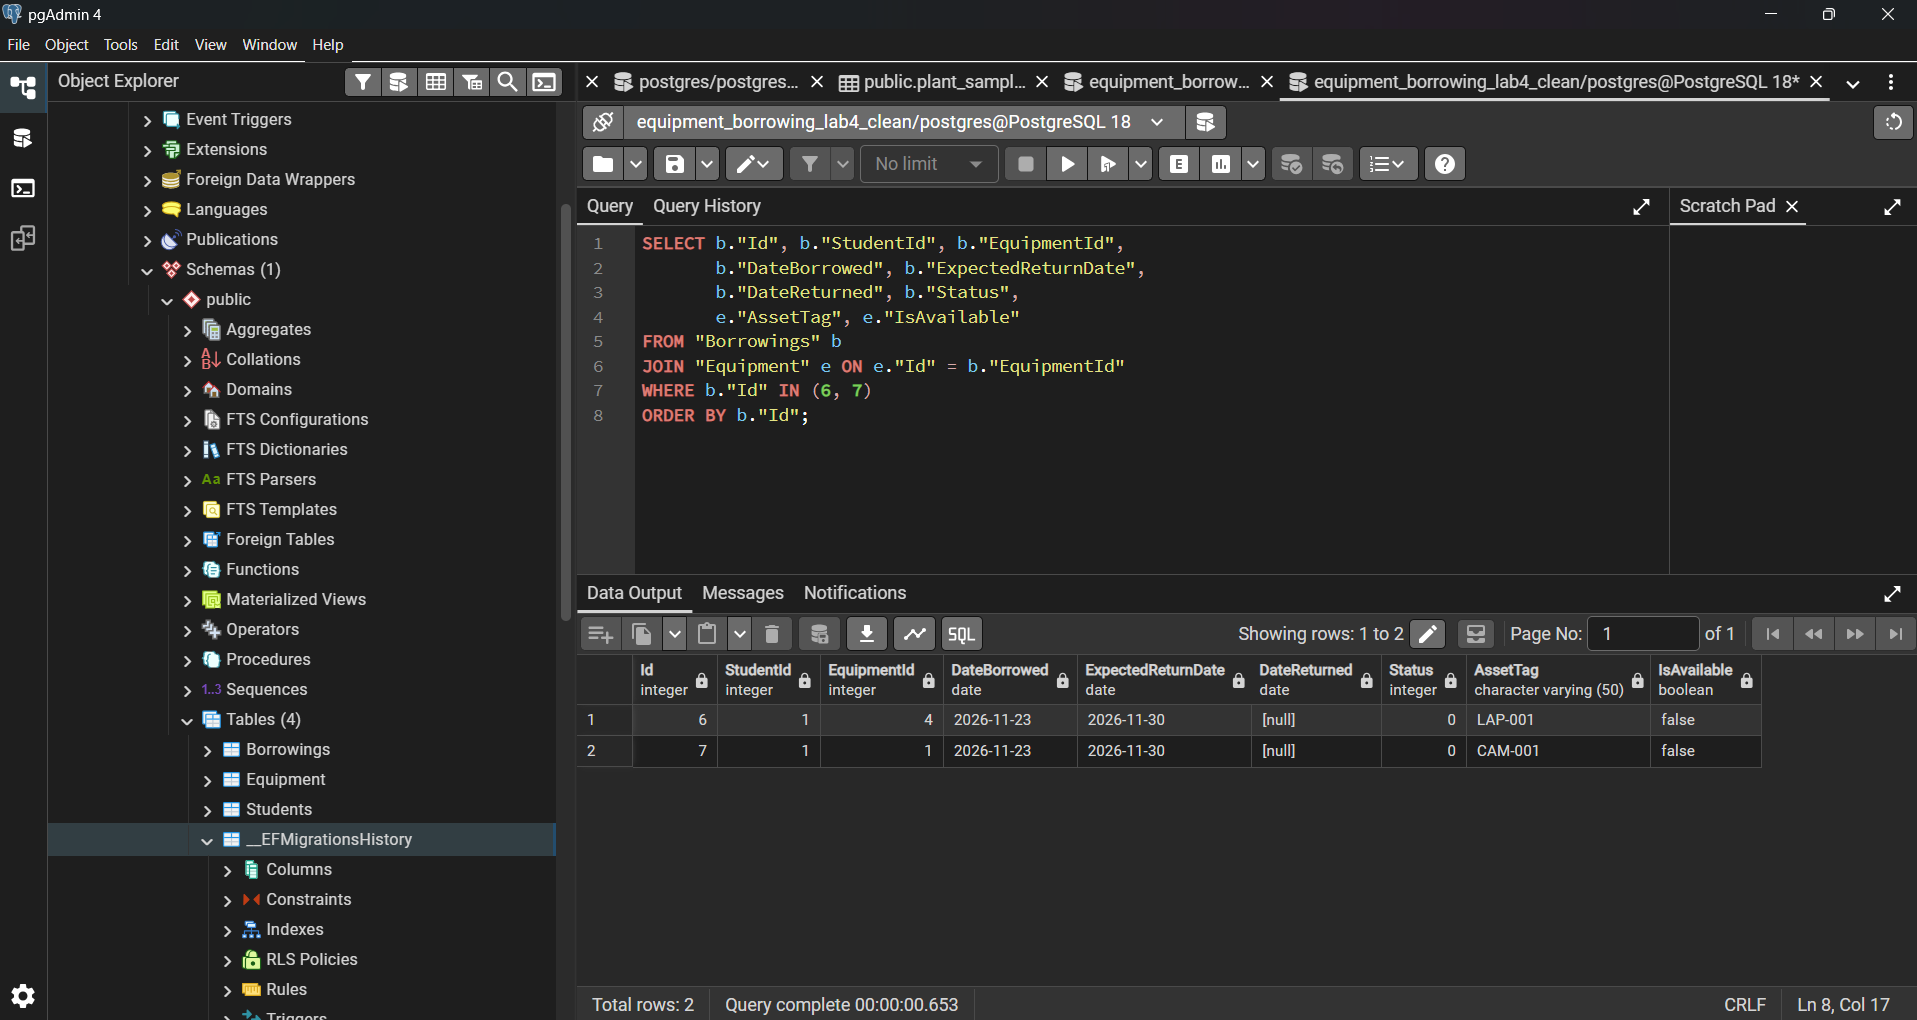 pgAdmin 4
File Object Tools Edit View Window Help
Object Explorer
Event Triggers
Extensions
Foreign Data Wrappers
Languages
Publications
Schemas (1)
public
Aggregates
Collations
Domains
FTS Configurations
FTS Dictionaries
Aa FTS Parsers
FTS Templates
Foreign Tables
Functions
Materialized Views
Operators
Procedures
1..3 Sequences
Tables (4)
Borrowings
Equipment
Students
__EFMigrationsHistory
Columns
Constraints
Indexes
RLS Policies
Rules
Triggers
postgres/postgres... public.plant_sampl... equipment_borrow... equipment_borrowing_lab4_clean/postgres@PostgreSQL 18*
equipment_borrowing_lab4_clean/postgres@PostgreSQL 18
No limit
Query Query History
Scratch Pad
1 SELECT b."Id", b."StudentId", b."EquipmentId",
2 b."DateBorrowed", b."ExpectedReturnDate",
3 b."DateReturned", b."Status",
4 e."AssetTag", e."IsAvailable"
5 FROM "Borrowings" b
6 JOIN "Equipment" e ON e."Id" = b."EquipmentId"
7 WHERE b."Id" IN (6, 7)
8 ORDER BY b."Id";
Data Output Messages Notifications
SQL Showing rows: 1 to 2 Page No: 1 of 1
Id StudentId EquipmentId DateBorrowed ExpectedReturnDate DateReturned Status AssetTag IsAvailable
integer integer integer date date date integer character varying (50) boolean
1 6 1 4 2026-11-23 2026-11-30 [null] 0 LAP-001 false
2 7 1 1 2026-11-23 2026-11-30 [null] 0 CAM-001 false
Total rows: 2 Query complete 00:00:00.653 CRLF Ln 8, Col 17